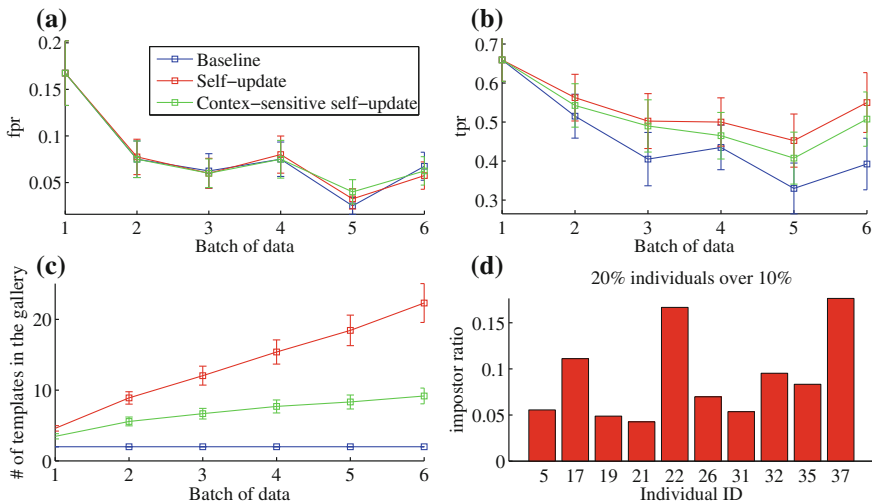 (a)
0.2
0.15
0.1
0.05
fpr
Baseline
Self-update
Contex-sensitive self-update
1 2 3 4 5 6
Batch of data
(b)
0.7
0.6
0.5
0.4
0.3
tpr
1 2 3 4 5 6
Batch of data
(c)
20
10
0
# of templates in the gallery
1 2 3 4 5 6
Batch of data
(d)
20% individuals over 10%
0.15
0.1
0.05
0
impostor ratio
5 17 19 21 22 26 31 32 35 37
Individual ID